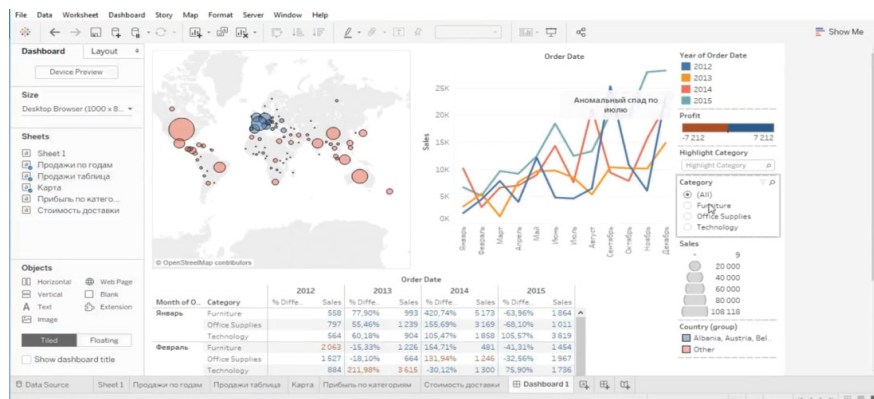 File Data Worksheet Dashboard Story Map Format Server Window Help
Show Me
Dashboard Layout
Device Preview
Size
Desktop Browser (1000 x 8...
Sheets
Sheet 1
Продажи по годам
Продажи таблица
Карта
Прибыль по катего...
Стоимость доставки
Objects
Horizontal Web Page
Vertical Blank
Text Extension
Image
Tiled Floating
Show dashboard title
© OpenStreetMap contributors
Order Date
Аномальный спад по
июлю
Sales
25K
20K
15K
10K
5K
0K
Январь
Февраль
Март
Апрель
Май
Июнь
Июль
Август
Сентябрь
Октябрь
Ноябрь
Декабрь
Year of Order Date
2012
2013
2014
2015
Profit
-7 212 7 212
Highlight Category
Highlight Category
Category
(All)
Furniture
Office Supplies
Technology
Sales
9
20 000
40 000
60 000
80 000
108 118
Country (group)
Albania, Austria, Bel..
Other
Order Date
2012 2013 2014 2015
Month of O.. Category % Diffe.. Sales % Diffe.. Sales % Diffe.. Sales % Diffe.. Sales
Январь Furniture 558 77,90% 993 420,74% 5 173 -63,96% 1 864
Office Supplies 797 55,46% 1 239 155,69% 3 169 -68,10% 1 011
Technology 564 60,18% 904 105,47% 1 858 105,57% 3 819
Февраль Furniture 2 063 -15,33% 1 226 154,71% 481 -41,31% 1 454
Office Supplies 1 527 -18,10% 664 131,94% 1 246 -32,56% 1 967
Technology 884 211,98% 3 615 -30,12% 1 300 75,90% 1 736
Data Source Sheet 1 Продажи по годам Продажи таблица Карта Прибыль по категориям Стоимость доставки Dashboard 1